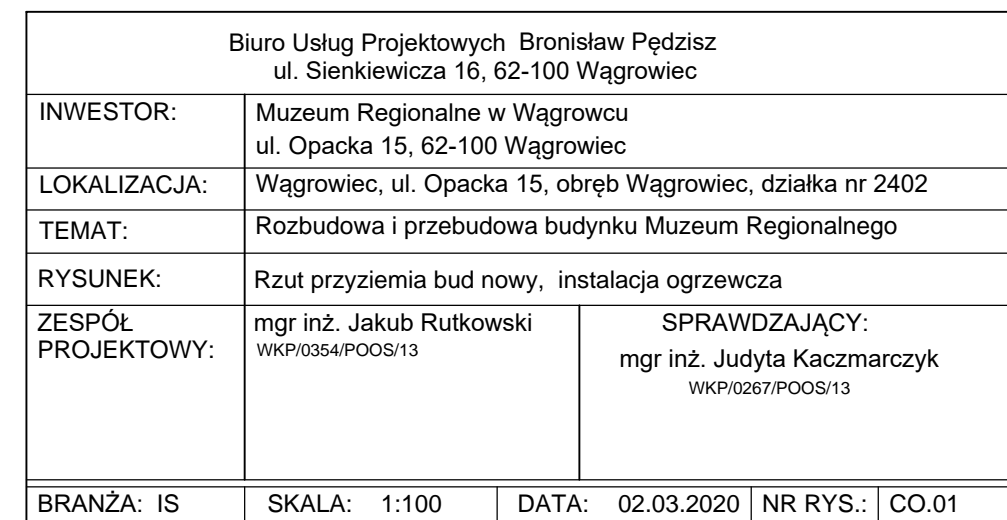 Biuro Usług Projektowych Bronisław Pędzisz
ul. Sienkiewicza 16, 62-100 Wągrowiec
INWESTOR: Muzeum Regionalne w Wągrowcu
ul. Opacka 15, 62-100 Wągrowiec
LOKALIZACJA: Wągrowiec, ul. Opacka 15, obręb Wągrowiec, działka nr 2402
TEMAT: Rozbudowa i przebudowa budynku Muzeum Regionalnego
RYSUNEK: Rzut przyziemia bud nowy, instalacja ogrzewcza
ZESPÓŁ
PROJEKTOWY:
mgr inż. Jakub Rutkowski
WKP/0354/POOS/13
SPRAWDZAJĄCY:
mgr inż. Judyta Kaczmarczyk
WKP/0267/POOS/13
BRANŻA: IS SKALA: 1:100 DATA: 02.03.2020 NR RYS.: CO.01